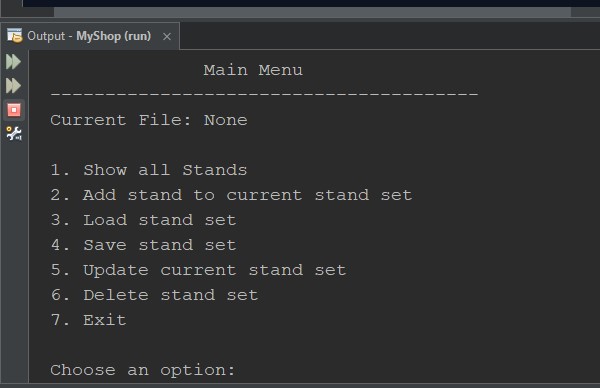 Output - MyShop (run) ×
Main Menu
---------------------------------------
Current File: None
1. Show all Stands
2. Add stand to current stand set
3. Load stand set
4. Save stand set
5. Update current stand set
6. Delete stand set
7. Exit
Choose an option: